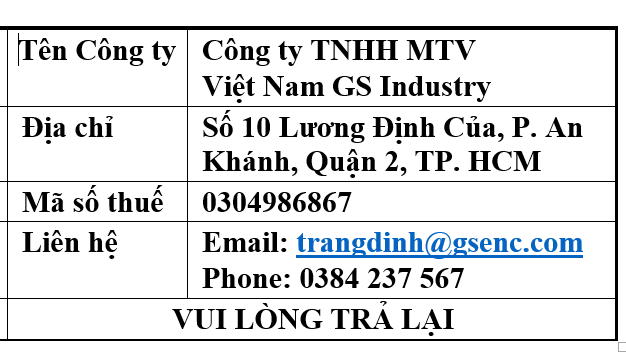 Tên Công ty
Công ty TNHH MTV
Việt Nam GS Industry
Địa chỉ
Số 10 Lương Định Của, P. An
Khánh, Quận 2, TP. HCM
Mã số thuế
0304986867
Liên hệ
Email: trangdinh@gsenc.com
Phone: 0384 237 567
VUI LÒNG TRẢ LẠI